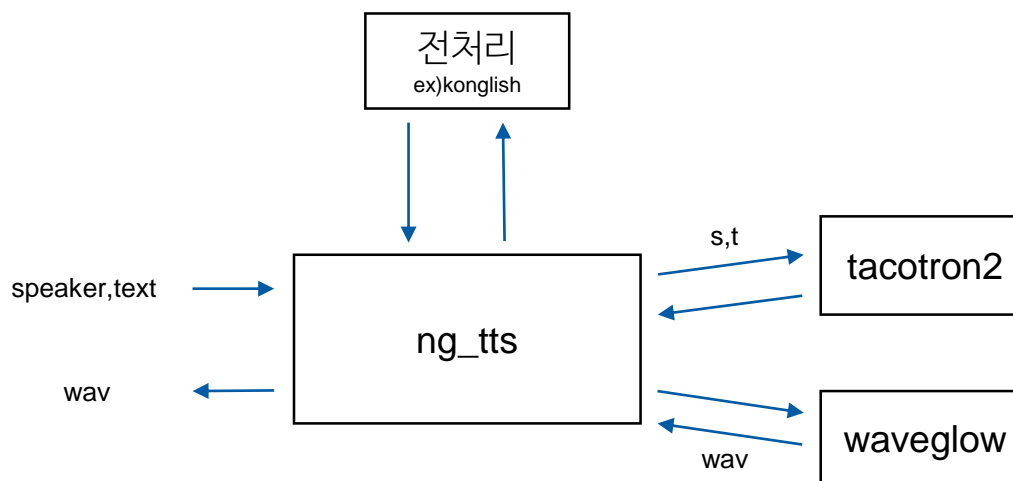 전처리
ex)konglish
s,t
tacotron2
speaker,text
ng_tts
wav
waveglow
wav